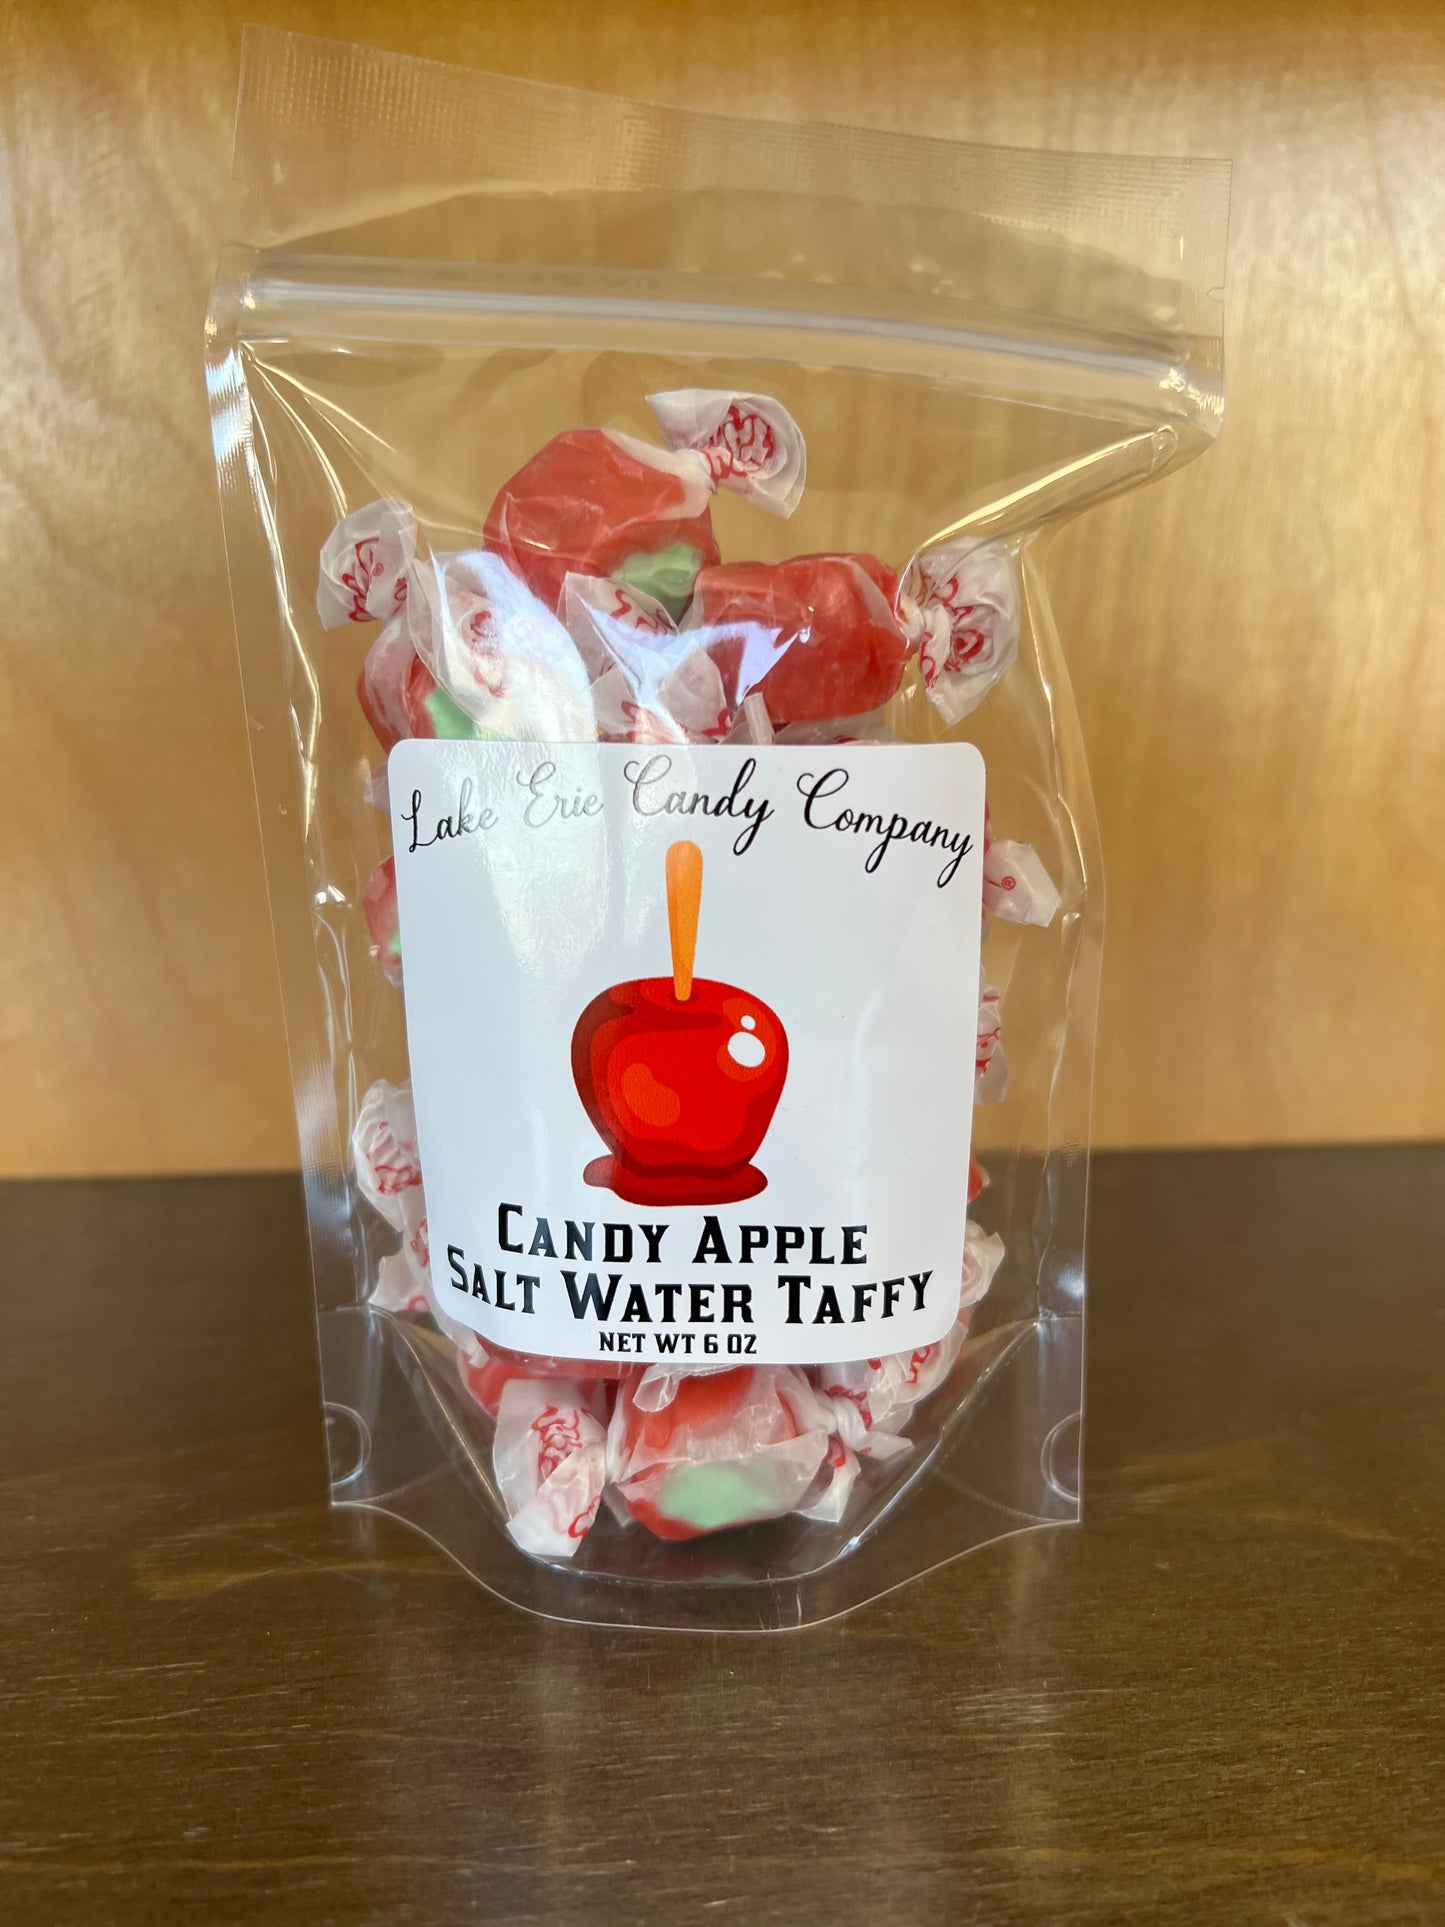 Lake Erie Candy Company
Candy Apple
Salt Water Taffy
NET WT 6 OZ